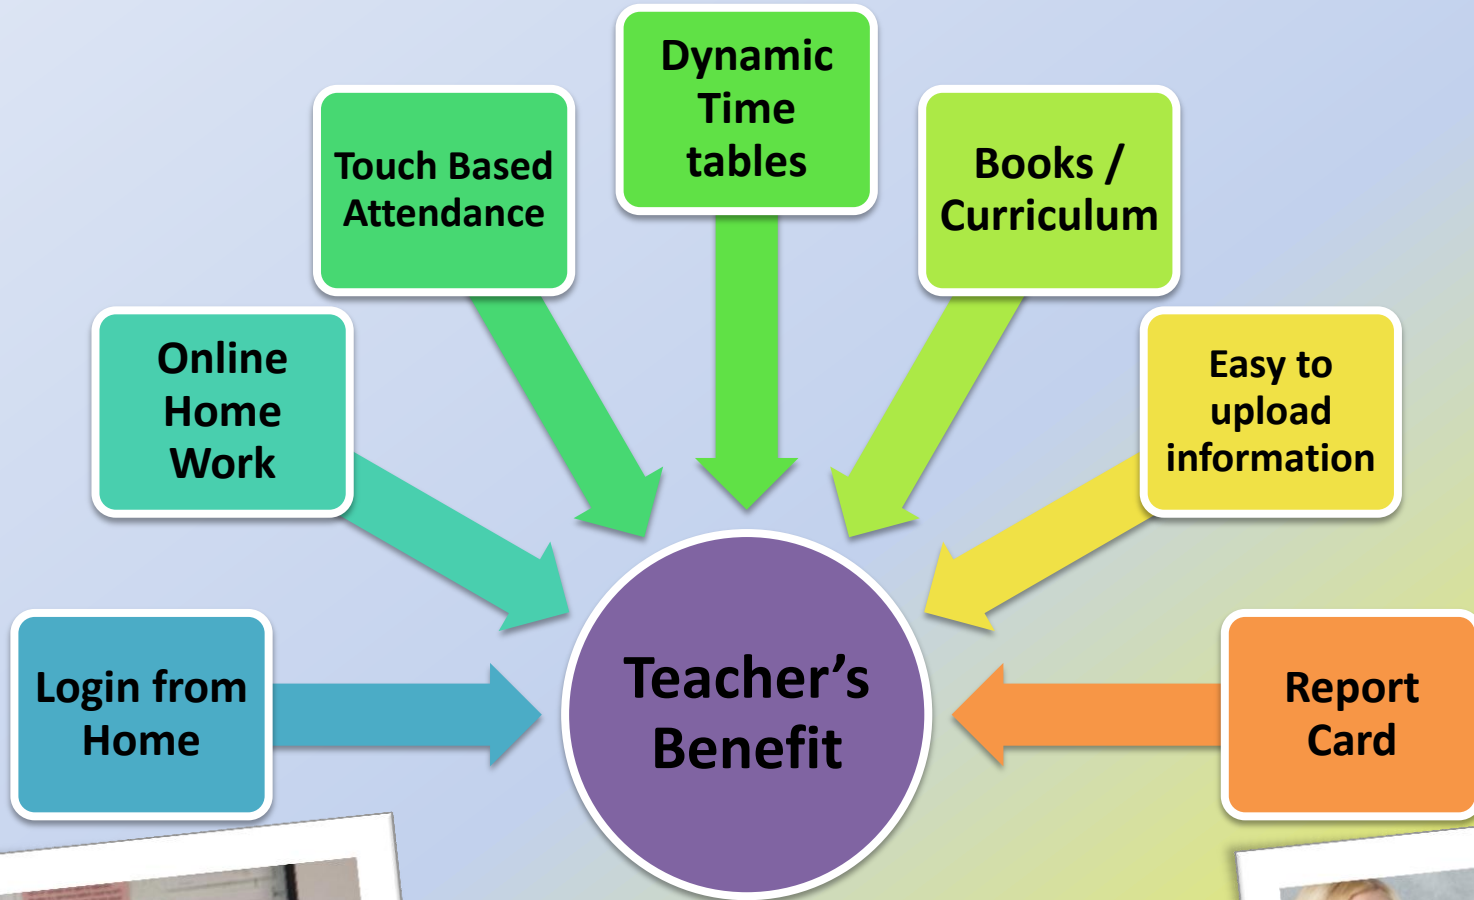 Dynamic
Time
tables
Touch Based
Attendance
Books /
Curriculum
Online
Home
Work
Easy to
upload
information
Login from
Home
Teacher’s
Benefit
Report
Card